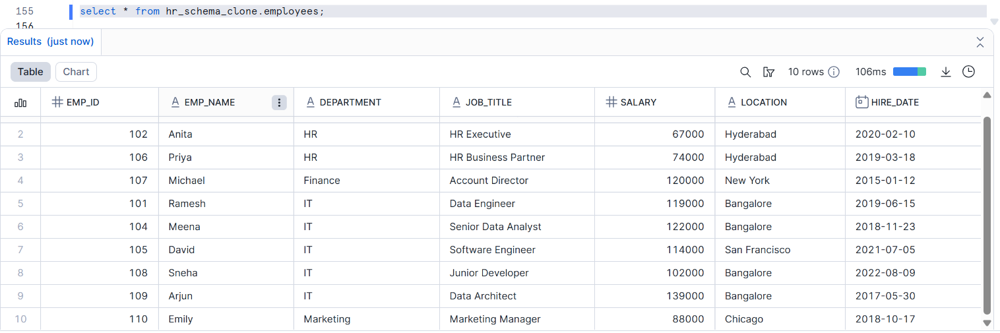 155 select * from hr_schema_clone.employees;
156
Results (just now)
Table Chart 10 rows 106ms
EMP_ID EMP_NAME DEPARTMENT JOB_TITLE SALARY LOCATION HIRE_DATE
2 102 Anita HR HR Executive 67000 Hyderabad 2020-02-10
3 106 Priya HR HR Business Partner 74000 Hyderabad 2019-03-18
4 107 Michael Finance Account Director 120000 New York 2015-01-12
5 101 Ramesh IT Data Engineer 119000 Bangalore 2019-06-15
6 104 Meena IT Senior Data Analyst 122000 Bangalore 2018-11-23
7 105 David IT Software Engineer 114000 San Francisco 2021-07-05
8 108 Sneha IT Junior Developer 102000 Bangalore 2022-08-09
9 109 Arjun IT Data Architect 139000 Bangalore 2017-05-30
10 110 Emily Marketing Marketing Manager 88000 Chicago 2018-10-17